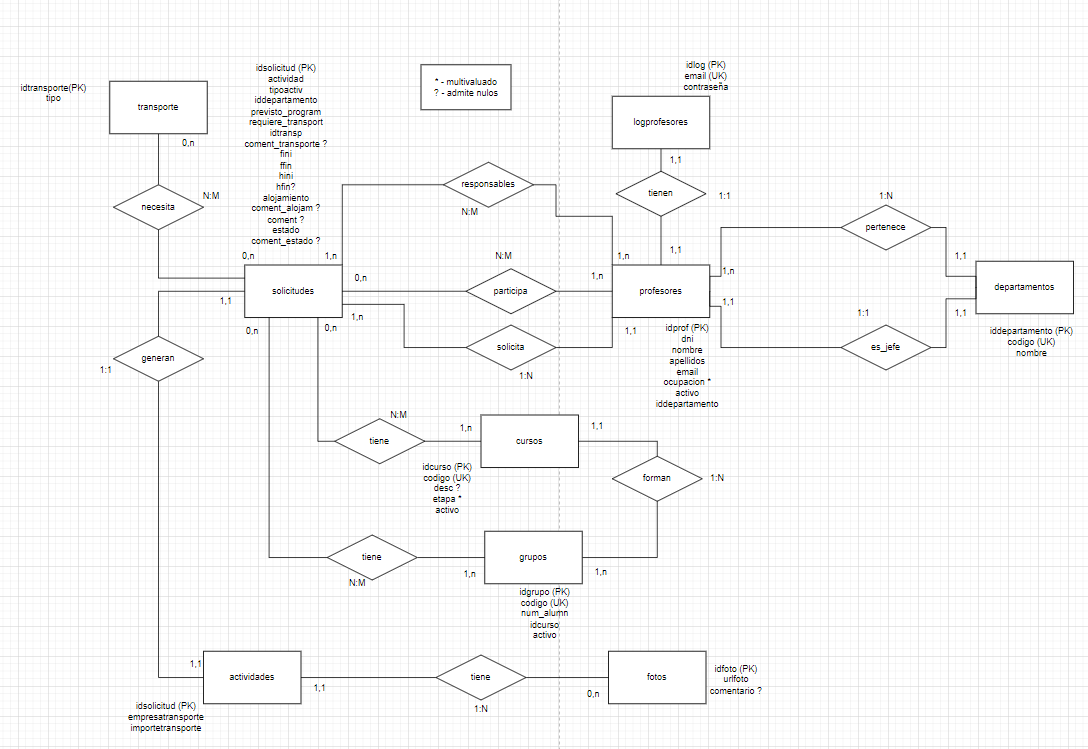 idtransporte(PK)
tipo
transporte
0,n
necesita
N:M
idsolicitud (PK)
actividad
tipoactiv
iddepartamento
previsto_program
requiere_transport
idtransp
coment_transporte ?
fini
ffin
hini
hfin?
alojamiento
coment_alojam ?
coment ?
estado
coment_estado ?
0,n
1,n
* - multivaluado
? - admite nulos
idlog (PK)
email (UK)
contraseña
logprofesores
1,1
tienen
1:1
1,1
responsables
N:M
1,n
1:N
pertenece
1,n
1,1
solicitudes
1,1
0,n
N:M
participa
1,n
profesores
departamentos
1,n
solicita
1:N
1,1
1,1
1:1
es_jefe
1,1
iddepartamento (PK)
codigo (UK)
nombre
idprof (PK)
dni
nombre
apellidos
email
ocupacion *
activo
iddepartamento
0,n
0,n
generan
1:1
N:M
tiene
1,n
cursos
1,1
idcurso (PK)
codigo (UK)
desc ?
etapa *
activo
forman
1:N
tiene
N:M
1,n
grupos
1,n
idgrupo (PK)
codigo (UK)
num_alumn
idcurso
activo
1,1
actividades
1,1
idsolicitud (PK)
empresatransporte
importetransporte
tiene
1:N
0,n
fotos
idfoto (PK)
urlfoto
comentario ?